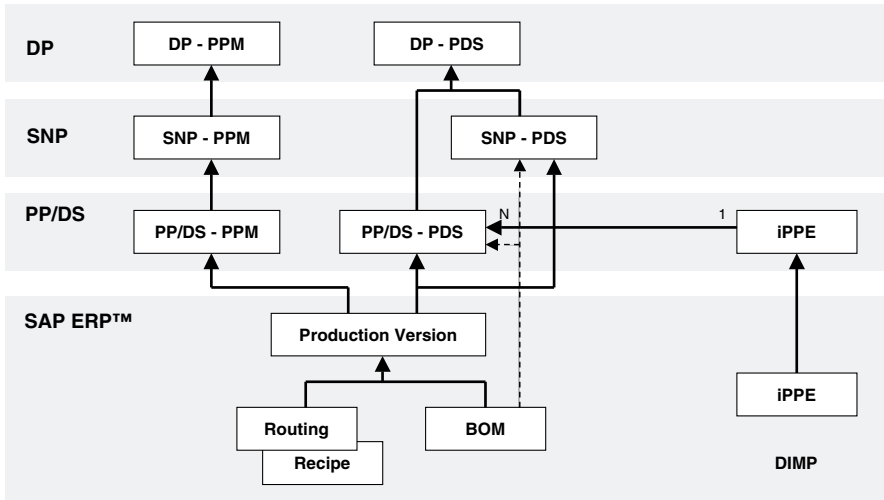 DP
DP - PPM
DP - PDS
SNP
SNP - PPM
SNP - PDS
PP/DS
N
1
PP/DS - PPM
PP/DS - PDS
iPPE
SAP ERP™
Production Version
iPPE
Routing
BOM
Recipe
DIMP